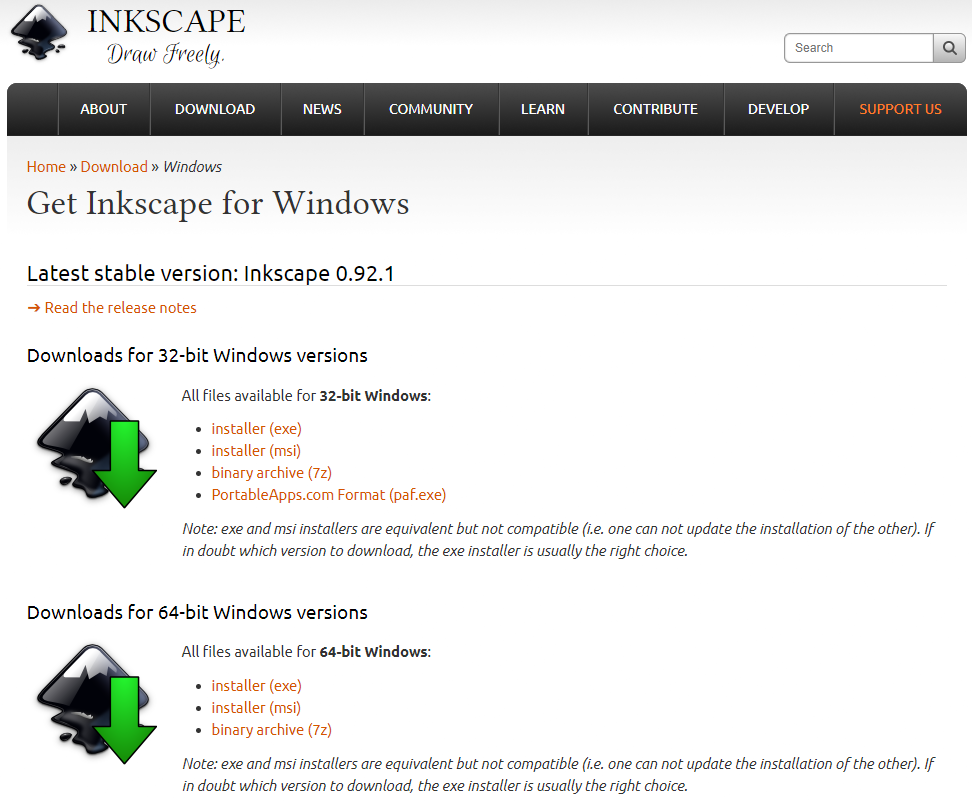 INKSCAPE
Draw Freely.
Search
ABOUT DOWNLOAD NEWS COMMUNITY LEARN CONTRIBUTE DEVELOP SUPPORT US
Home » Download » Windows
Get Inkscape for Windows
Latest stable version: Inkscape 0.92.1
➔ Read the release notes
Downloads for 32-bit Windows versions
All files available for 32-bit Windows:
• installer (exe)
• installer (msi)
• binary archive (7z)
• PortableApps.com Format (paf.exe)
Note: exe and msi installers are equivalent but not compatible (i.e. one can not update the installation of the other). If
in doubt which version to download, the exe installer is usually the right choice.
Downloads for 64-bit Windows versions
All files available for 64-bit Windows:
• installer (exe)
• installer (msi)
• binary archive (7z)
Note: exe and msi installers are equivalent but not compatible (i.e. one can not update the installation of the other). If
in doubt which version to download, the exe installer is usually the right choice.